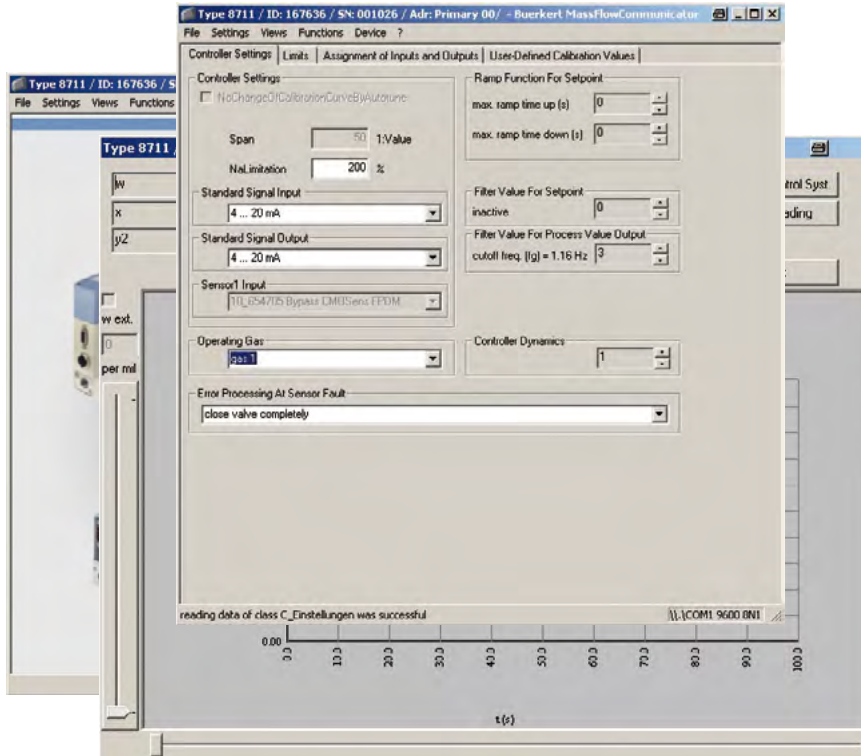 Type 8711 / ID: 167636 / SN: 001026 / Adr: Primary 00/ - Buerkert MassFlowCommunicator
File Settings Views Functions Device ?
Controller Settings Limits Assignment of Inputs and Outputs User-Defined Calibration Values
Controller Settings
NoChangeOfCalibrationCurveByAutotune
Span 50 1:Value
NaLimitation 200 %
Standard Signal Input
4 ... 20 mA
Standard Signal Output
4 ... 20 mA
Sensor1 Input
10_654705 Bypass CMOSens EPDM
Operating Gas
gas 1
Error Processing At Sensor Fault
close valve completely
Ramp Function For Setpoint
max. ramp time up (s) 0
max. ramp time down (s) 0
Filter Value For Setpoint
inactive 0
Filter Value For Process Value Output
cutoff freq. (fg) = 1.16 Hz 3
Controller Dynamics
1
reading data of class C_Einstellungen was successful
\\.\COM1 9600 8N1
Type 8711 / ID: 167636 / S
File Settings Views Functions
Type 8711 /
w
x
y2
w ext.
0
per mil
trol Syst
ading
0.00
0.0 10.0 20.0 30.0 40.0 50.0 60.0 70.0 80.0 90.0 100.0
t(s)